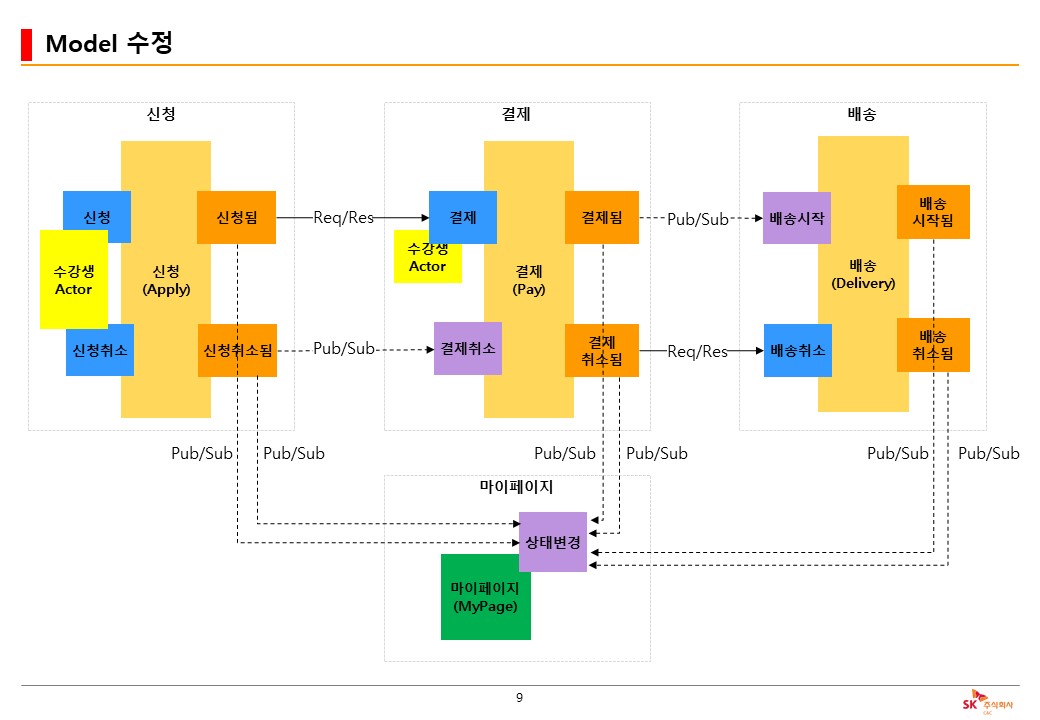 Model 수정
신청
결제
배송
신청
신청됨
Req/Res
결제
결제됨
Pub/Sub
배송시작
배송
시작됨
수강생
Actor
신청
(Apply)
수강생
Actor
결제
(Pay)
배송
(Delivery)
신청취소
신청취소됨
Pub/Sub
결제취소
결제
취소됨
Req/Res
배송취소
배송
취소됨
Pub/Sub
Pub/Sub
Pub/Sub
Pub/Sub
Pub/Sub
Pub/Sub
마이페이지
상태변경
마이페이지
(MyPage)
9
SK 주식회사
C&C